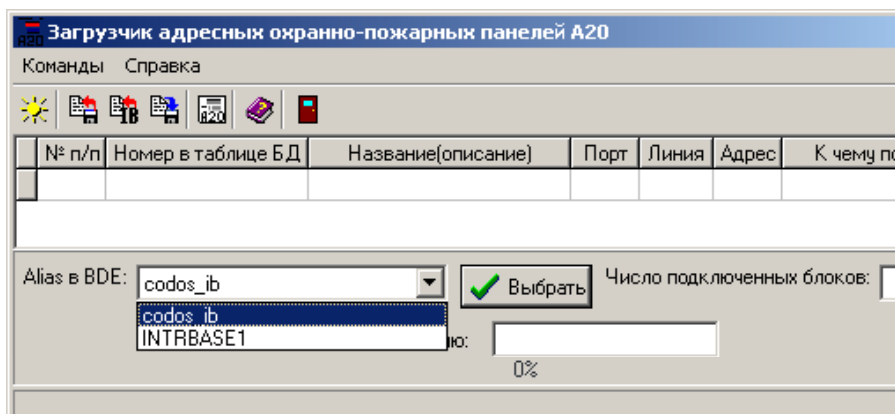 Загрузчик адресных охранно-пожарных панелей А20
Команды Справка
№ п/п Номер в таблице БД Название(описание) Порт Линия Адрес К чему по
Alias в BDE: codos_ib Выбрать Число подключенных блоков:
codos_ib
INTRBASE1
ю:
0%